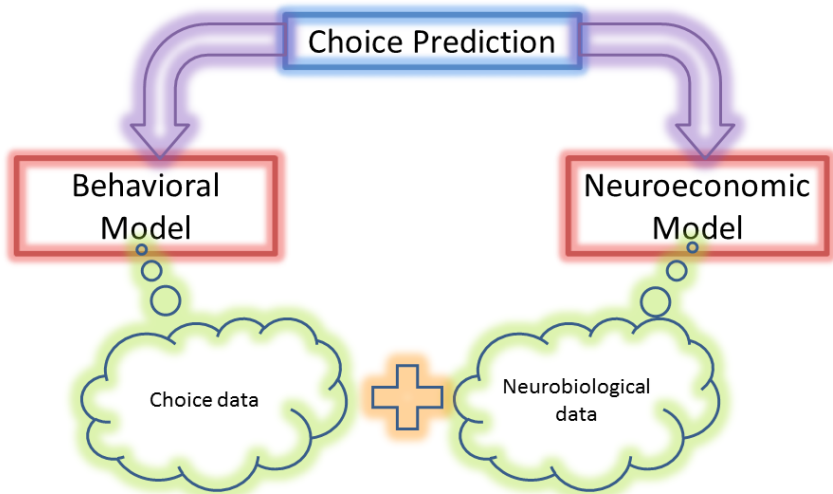 Choice Prediction
Behavioral
Model
Neuroeconomic
Model
Choice data
Neurobiological
data